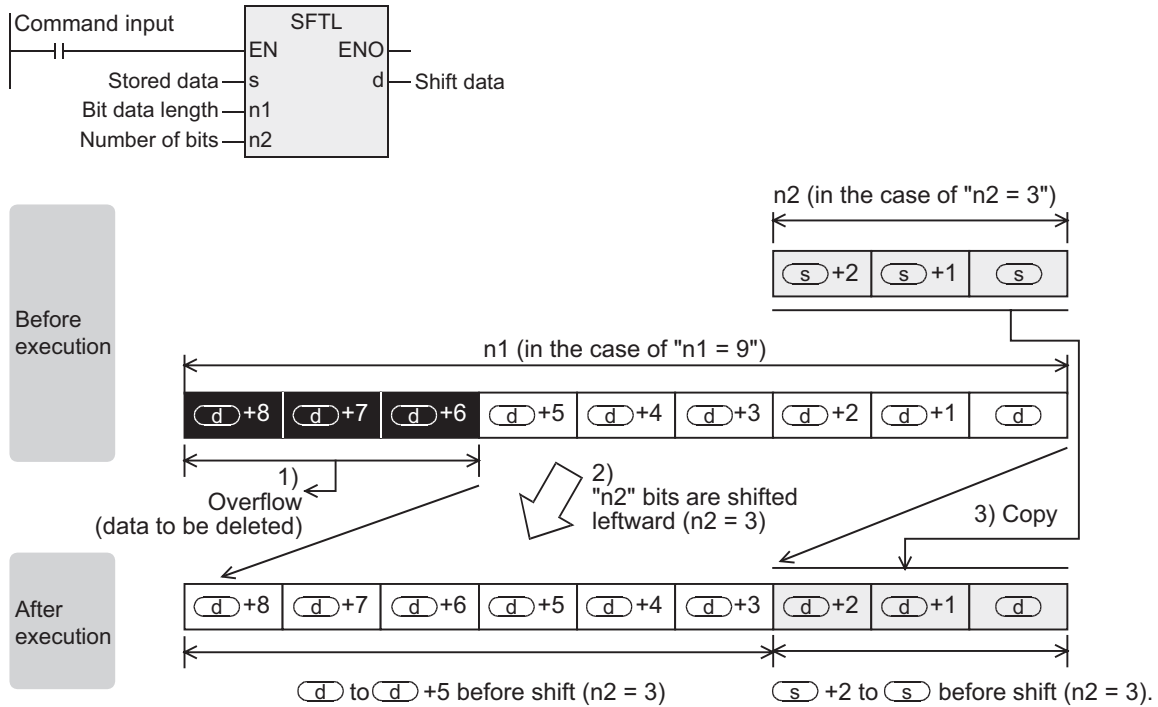 Command input
SFTL
EN ENO
Stored data s d Shift data
Bit data length n1
Number of bits n2
n2 (in the case of "n2 = 3")
s +2 s +1 s
Before
execution
n1 (in the case of "n1 = 9")
d +8 d +7 d +6 d +5 d +4 d +3 d +2 d +1 d
1)
Overflow
(data to be deleted)
2)
"n2" bits are shifted
leftward (n2 = 3)
3) Copy
After
execution
d +8 d +7 d +6 d +5 d +4 d +3 d +2 d +1 d
d to d +5 before shift (n2 = 3)
s +2 to s before shift (n2 = 3).